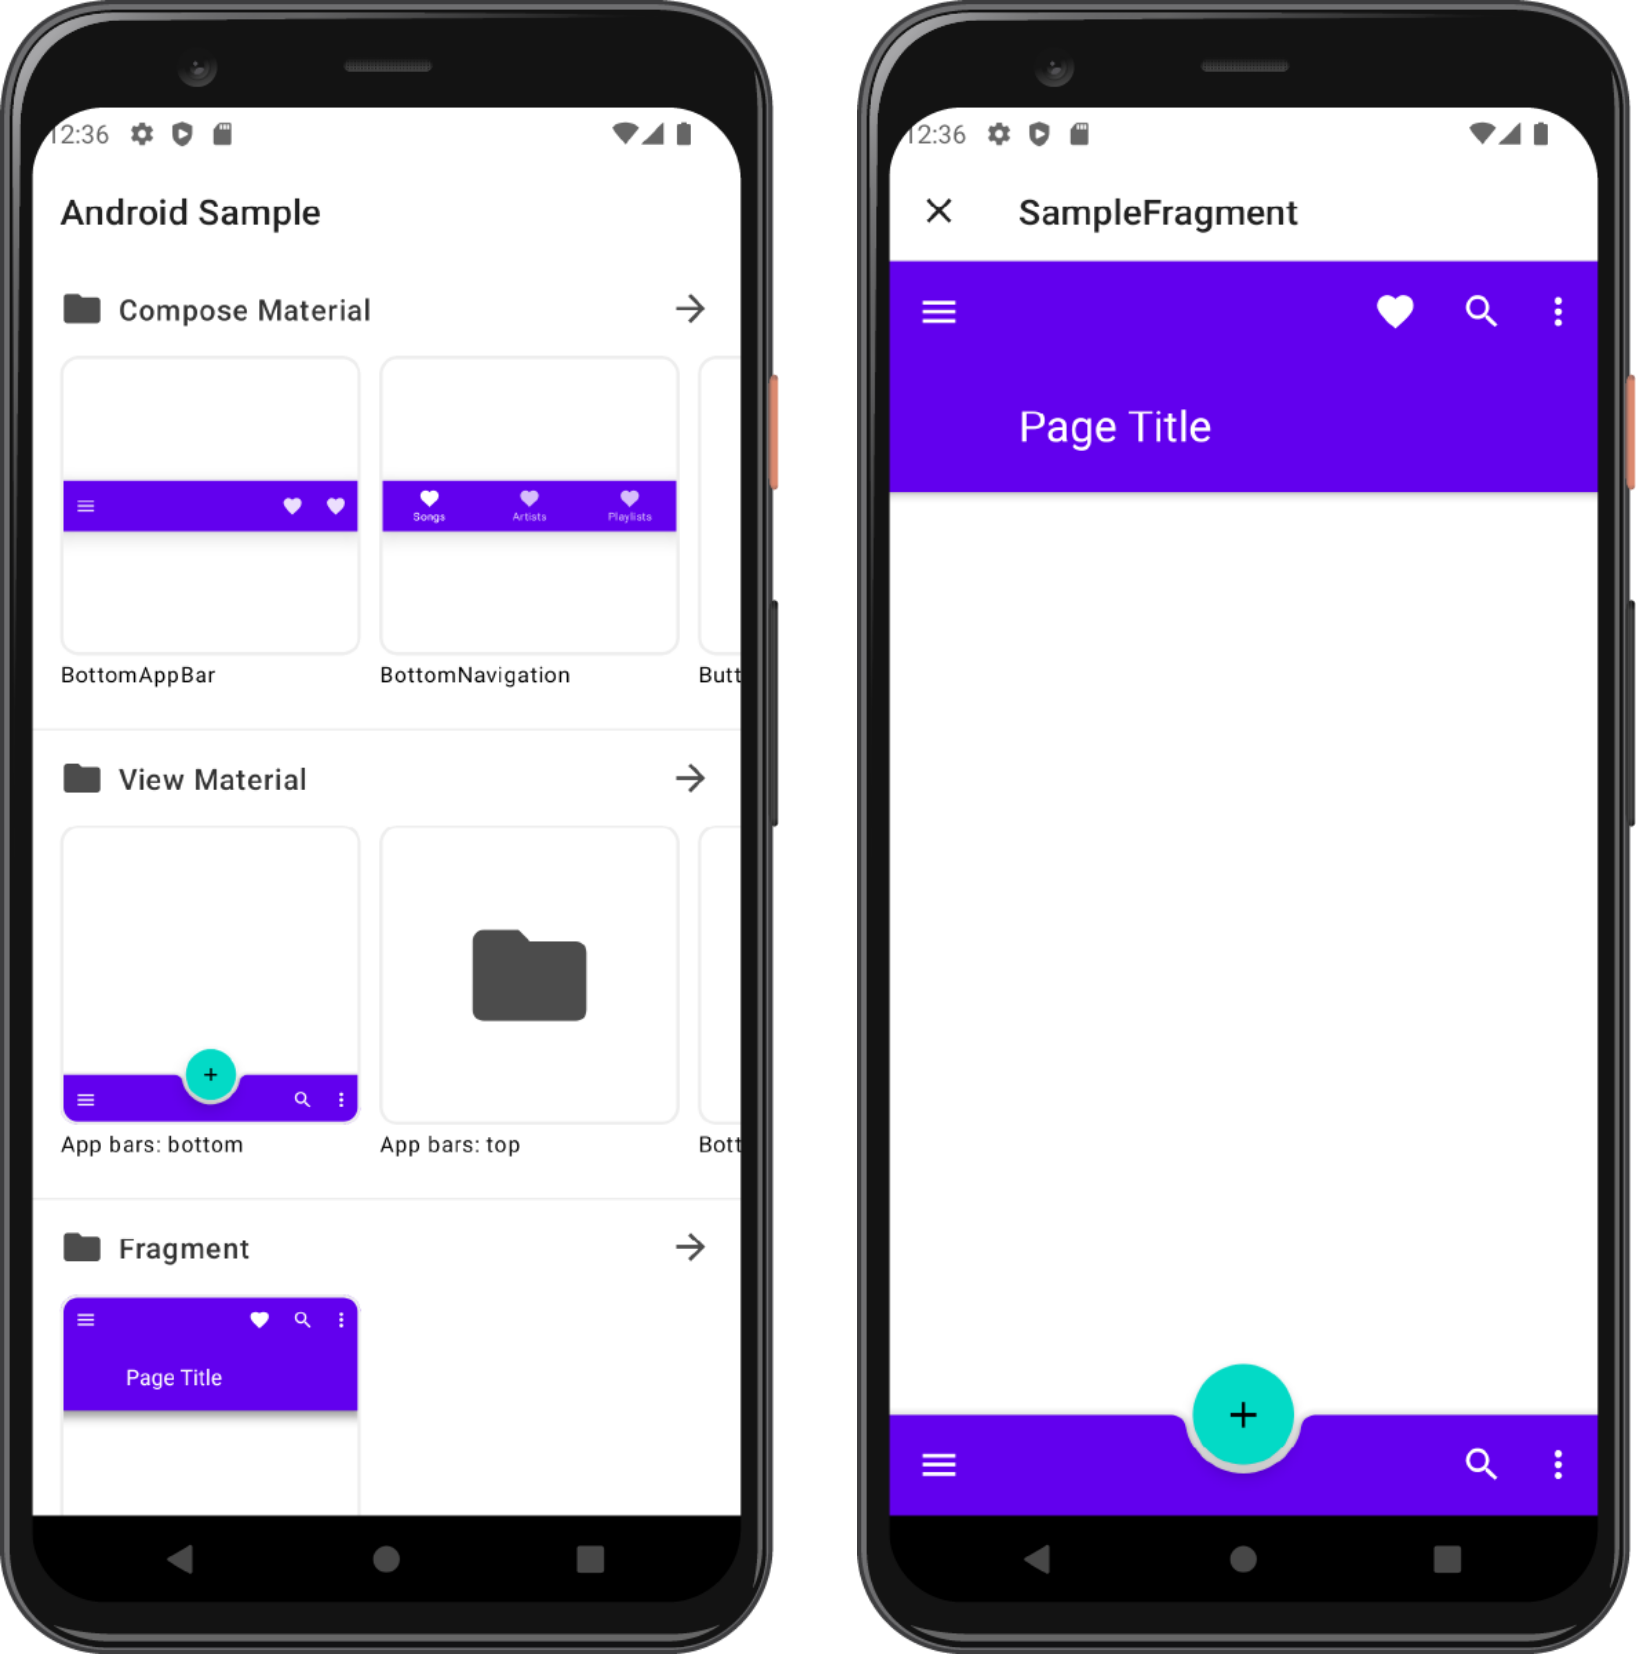 12:36
Android Sample
Compose Material
Songs Artists Playlists
BottomAppBar BottomNavigation Butt
View Material
App bars: bottom App bars: top Bott
Fragment
Page Title
12:36
SampleFragment
Page Title